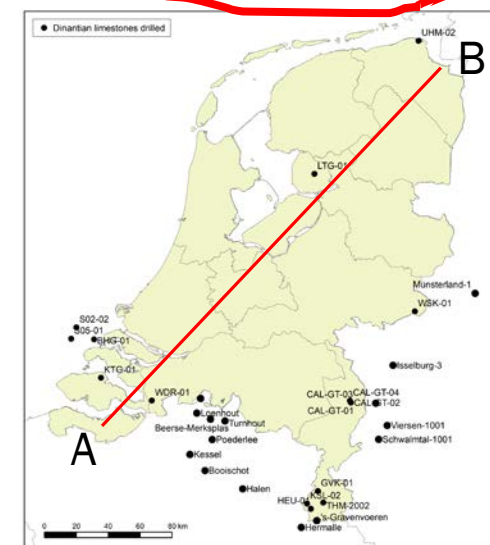 Dinantian limestones drilled
UHM-02
B
LTG-01
Münsterland-1
WSK-01
S02-02
S05-01
BHG-01
Isselburg-3
KTG-01
WDR-01
CAL-GT-03 CAL-GT-04
CAL-GT-02
CAL-GT-01
Loenhout
Turnhout
Beerse-Merksplas
Viersen-1001
A
Poederlee
Schwalmtal-1001
Kessel
Booischot
GVK-01
Halen
KSL-02
HEU-01
THM-2002
's-Gravenvoeren
Hermalle
0 20 40 80 km